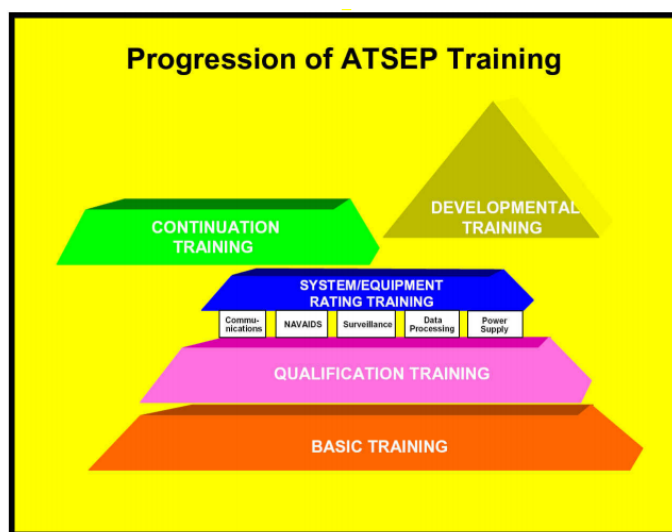 Progression of ATSEP Training
DEVELOPMENTAL
TRAINING
CONTINUATION
TRAINING
SYSTEM/EQUIPMENT
RATING TRAINING
Commu-
nications
NAVAIDS
Surveillance
Data
Processing
Power
Supply
QUALIFICATION TRAINING
BASIC TRAINING